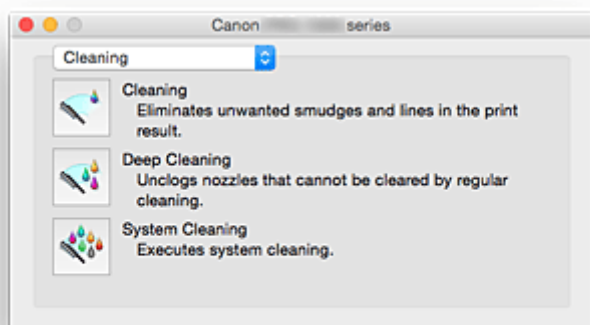 Canon series
Cleaning
Cleaning
Eliminates unwanted smudges and lines in the print
result.
Deep Cleaning
Unclogs nozzles that cannot be cleared by regular
cleaning.
System Cleaning
Executes system cleaning.